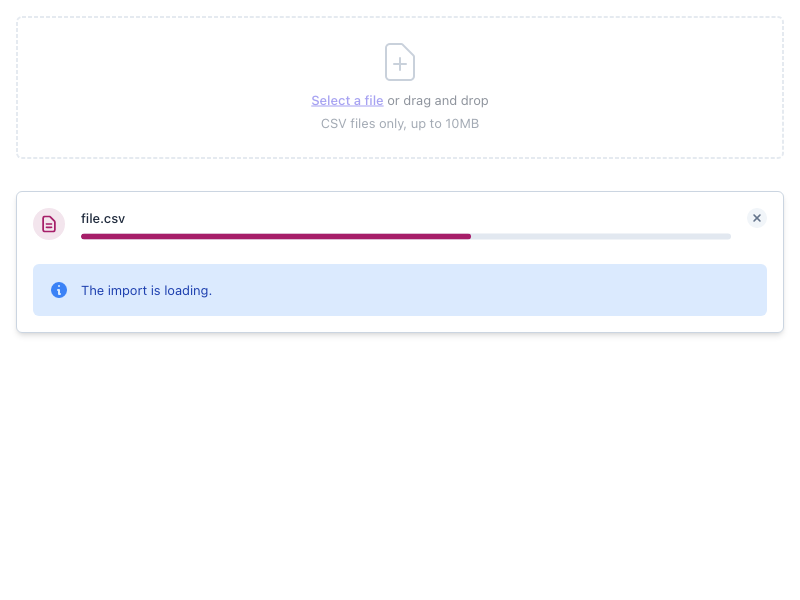 Select a file or drag and drop
CSV files only, up to 10MB
file.csv
The import is loading.